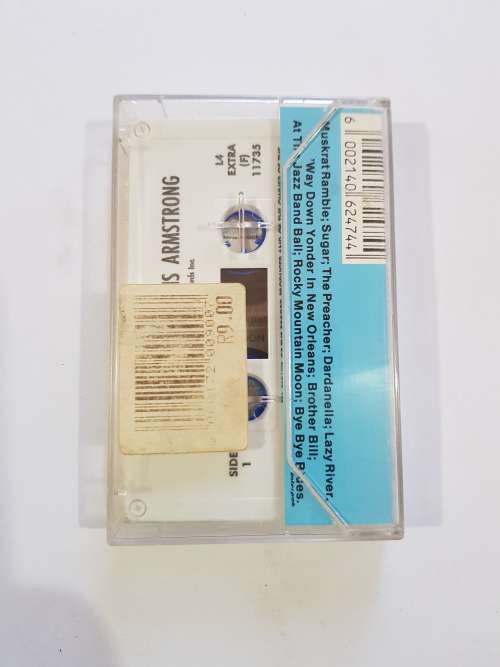 6 002140 624744
Muskrat Ramble; Sugar; The Preacher; Dardanella; Lazy River,
"Way Down Yonder In New Orleans; Brother Bill;
At The Jazz Band Ball; Rocky Mountain Moon; Bye Bye Blues.
L4
EXTRA
(F)
11735
IS ARMSTRONG
R9.00
SIDE
1